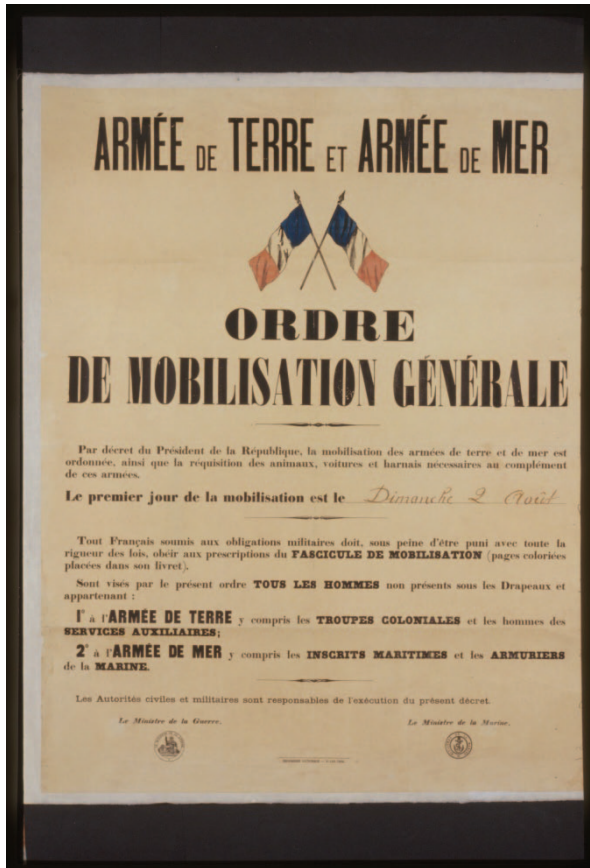 ARMÉE DE TERRE ET ARMÉE DE MER
ORDRE
DE MOBILISATION GÉNÉRALE
Par décret du Président de la République, la mobilisation des armées de terre et de mer est
ordonnée, ainsi que la réquisition des animaux, voitures et harnais nécessaires au complément
de ces armées.
Le premier jour de la mobilisation est le Dimanche 2 Août
Tout Français soumis aux obligations militaires doit, sous peine d'être puni avec toute la
rigueur des lois, obéir aux prescriptions du FASCICULE DE MOBILISATION (pages coloriées
placées dans son livret).
Sont visés par le présent ordre TOUS LES HOMMES non présents sous les Drapeaux et
appartenant :
1° à l'ARMÉE DE TERRE y compris les TROUPES COLONIALES et les hommes des
SERVICES AUXILIAIRES;
2° à l'ARMÉE DE MER y compris les INSCRITS MARITIMES et les ARMURIERS
de la MARINE.
Les Autorités civiles et militaires sont responsables de l'exécution du présent décret.
Le Ministre de la Guerre. Le Ministre de la Marine.